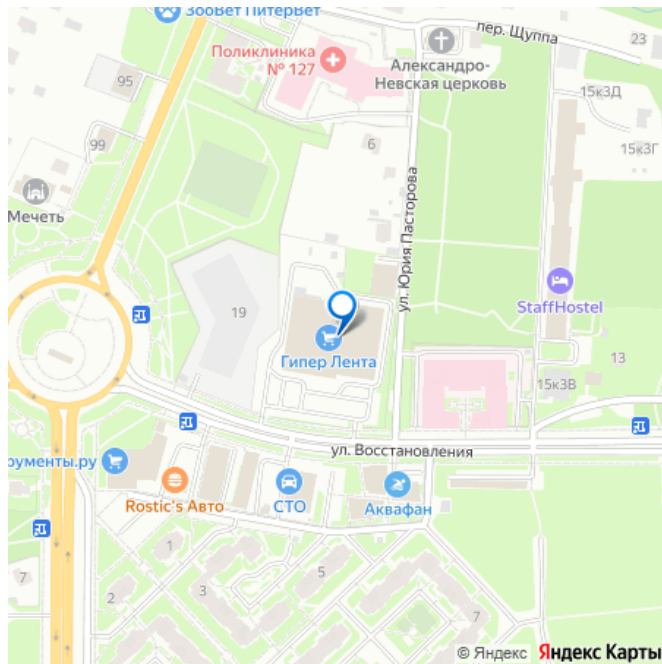 ЗооВет ПитерВет
пер. Щуппа
23
Поликлиника
№ 127
Александро-
Невская церковь
95
15к3Д
99
6
15к3Г
Мечеть
ул. Юрия Пасторова
19
StaffHostel
Гипер Лента
13
15к3В
ул. Восстановления
рументы.ру
Rostic's Авто
СТО
Аквафан
1
5
7
2
3
7
© Яндекс Яндекс Карты